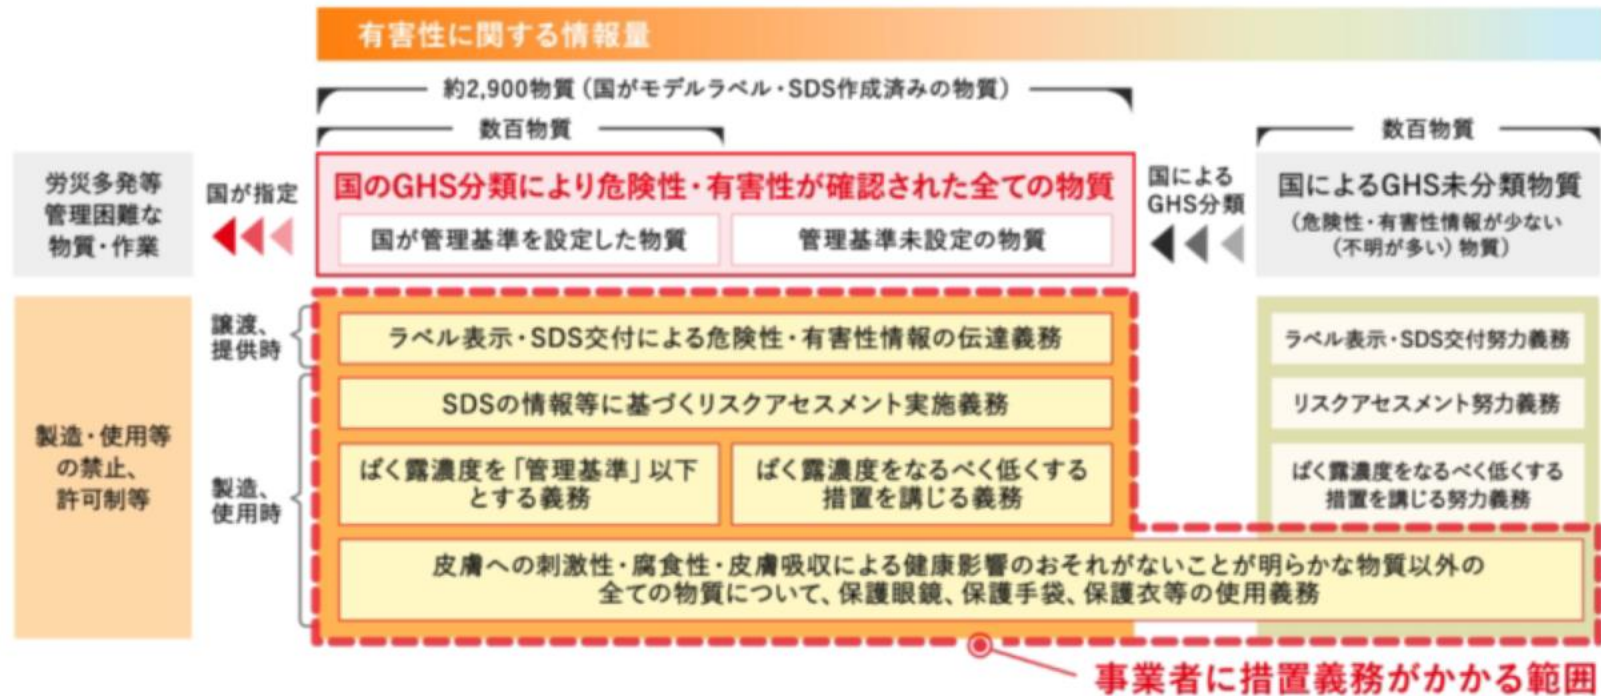 有害性に関する情報量
約2,900物質（国がモデルラベル・SDS作成済みの物質）
数百物質
数百物質
労災多発等
管理困難な
物質・作業
国が指定
国のGHS分類により危険性・有害性が確認された全ての物質
国が管理基準を設定した物質
管理基準未設定の物質
国による
GHS分類
国によるGHS未分類物質
（危険性・有害性情報が少ない
（不明が多い）物質）
製造・使用等
の禁止、
許可制等
譲渡、
提供時
ラベル表示・SDS交付による危険性・有害性情報の伝達義務
ラベル表示・SDS交付努力義務
製造、
使用時
SDSの情報等に基づくリスクアセスメント実施義務
リスクアセスメント努力義務
ばく露濃度を「管理基準」以下
とする義務
ばく露濃度をなるべく低くする
措置を講じる義務
ばく露濃度をなるべく低くする
措置を講じる努力義務
皮膚への刺激性・腐食性・皮膚吸収による健康影響のおそれがないことが明らかな物質以外の
全ての物質について、保護眼鏡、保護手袋、保護衣等の使用義務
事業者に措置義務がかかる範囲